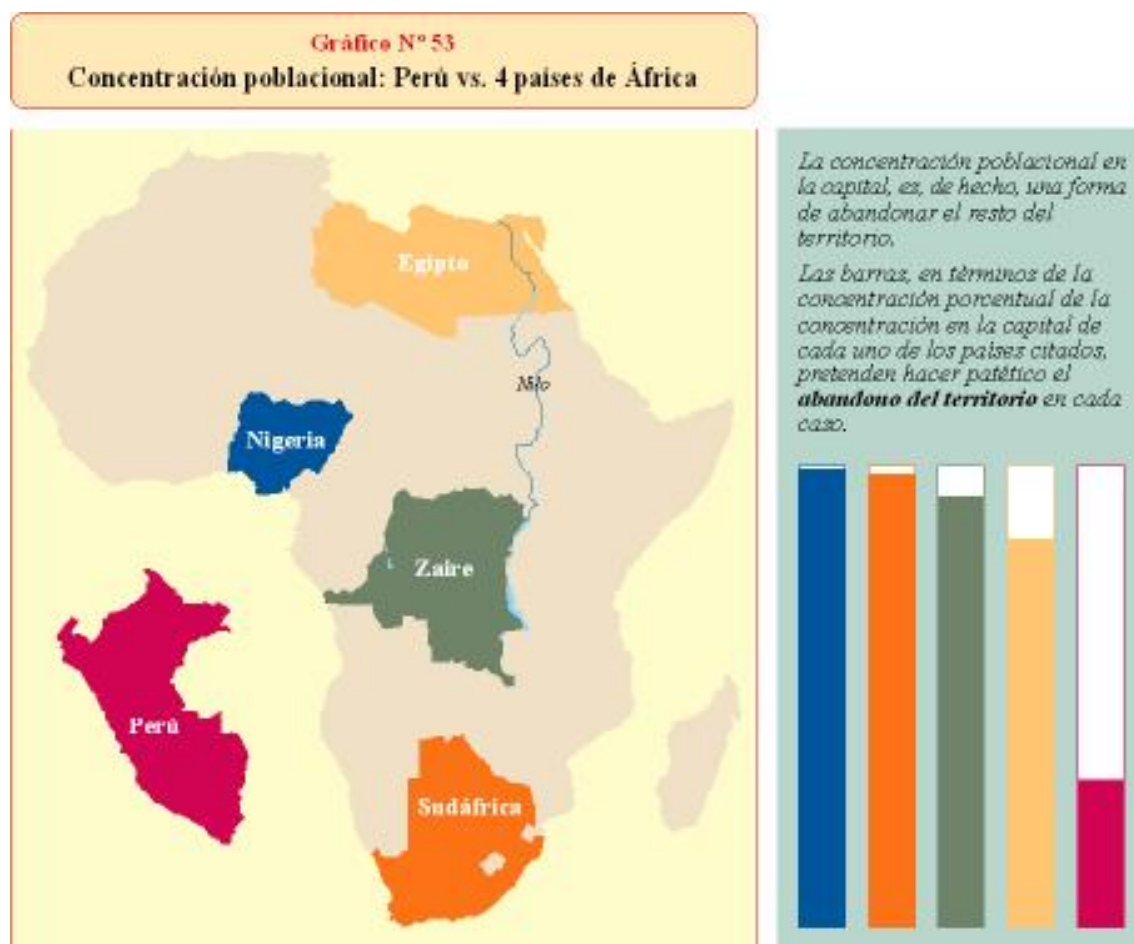 Gráfico Nº 53
Concentración poblacional: Perú vs. 4 países de África
Egipto
Nilo
Nigeria
Zaire
Perú
Sudáfrica
La concentración poblacional en
la capital, es, de hecho, una forma
de abandonar el resto del
territorio.
Las barras, en términos de la
concentración porcentual de la
concentración en la capital de
cada uno de los países citados,
pretenden hacer patético el
abandono del territorio en cada
caso.